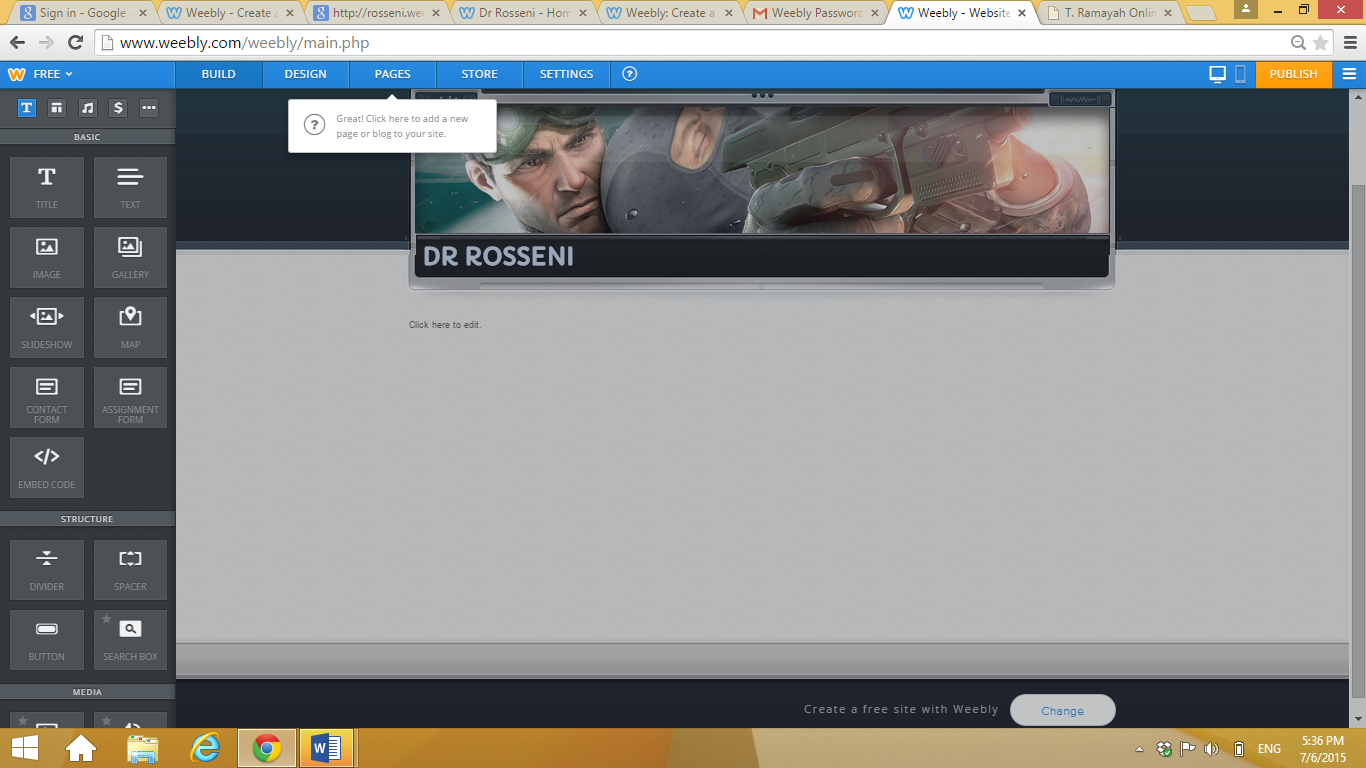 Sign in - Google A
Weebly - Create a
http://rosseni.wee
Dr Rosseni - Hom
Weebly: Create a
Weebly Password
Weebly - Website
T. Ramayah Onlin
www.weebly.com/weebly/main.php
FREE
BUILD
DESIGN
PAGES
STORE
SETTINGS
PUBLISH
Great! Click here to add a new
page or blog to your site.
BASIC
TITLE
TEXT
IMAGE
GALLERY
SLIDESHOW
MAP
CONTACT
FORM
ASSIGNMENT
FORM
EMBED CODE
STRUCTURE
DIVIDER
SPACER
BUTTON
SEARCH BOX
MEDIA
DR ROSSENI
Click here to edit.
Create a free site with Weebly
Change
ENG
5:36 PM
7/6/2015